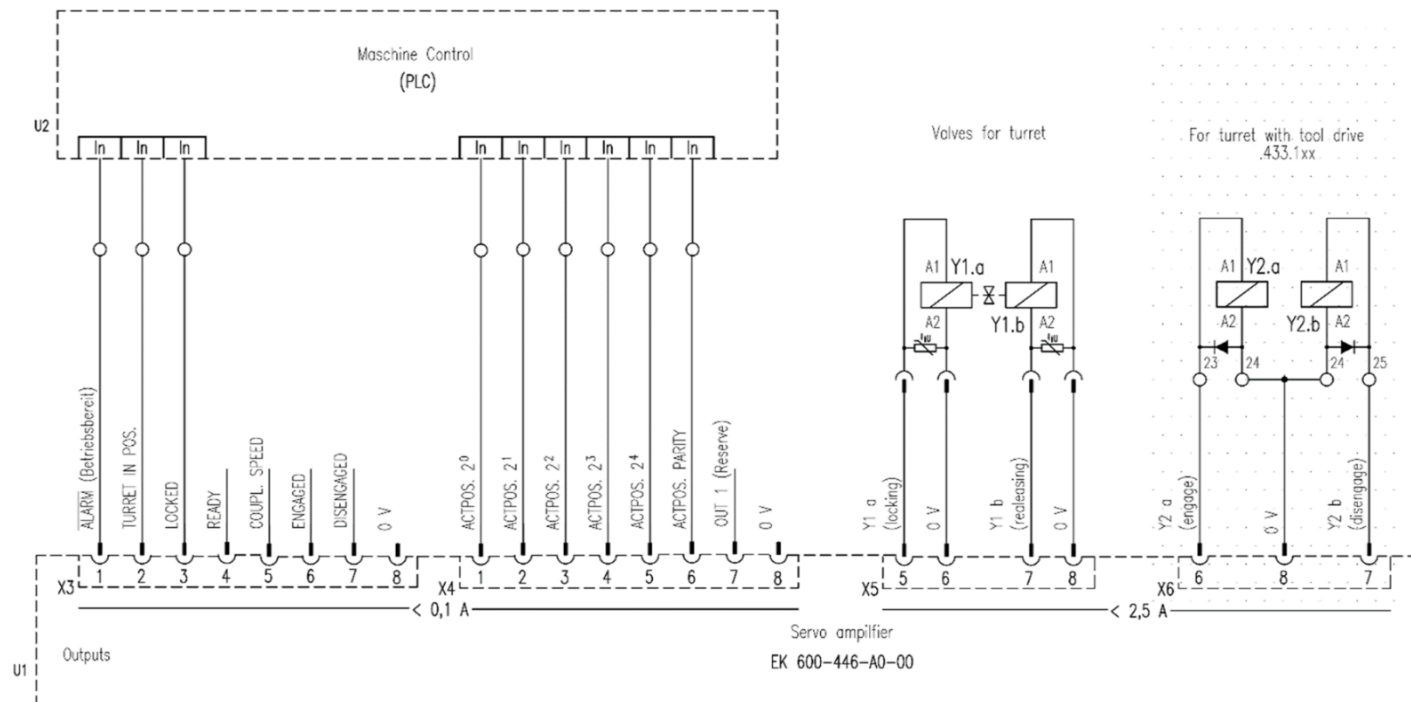 Maschine Control
(PLC)
U2
In In In In In In In In In
Valves for turret
For turret with tool drive
.433.1xx
A1 Y1.a A1
A2 Y1.b A2
A1 Y2.a A1
A2 Y2.b A2
23 24 24 25
ALARM (Betriebsbereit)
TURRET IN POS.
LOCKED
READY
COUPL. SPEED
ENGAGED
DISENGAGED
0 V
ACTPOS. 2⁰
ACTPOS. 2¹
ACTPOS. 2²
ACTPOS. 2³
ACTPOS. 2⁴
ACTPOS. PARITY
OUT 1 (Reserve)
0 V
Y1 a
(locking)
0 V
Y1 b
(realeasing)
0 V
Y2 a
(engage)
0 V
Y2 b
(disengage)
X3 1 2 3 4 5 6 7 8
X4 1 2 3 4 5 6 7 8
X5 5 6 7 8
X6 6 8 7
< 0,1 A
< 2,5 A
Servo ampilfier
EK 600-446-A0-00
U1
Outputs